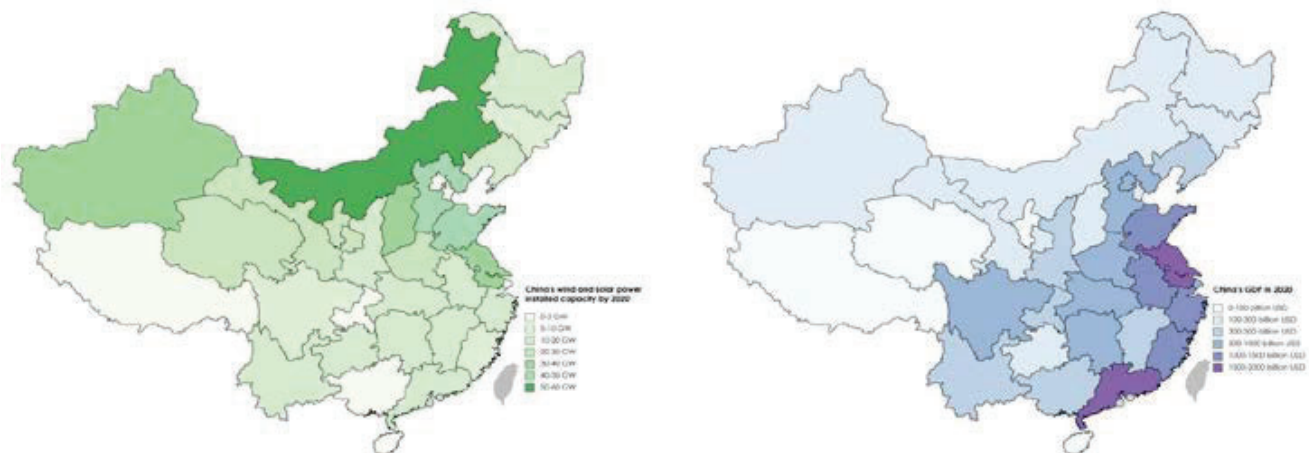 China's wind and solar power
installed capacity by 2020
0-5 GW
5-10 GW
10-20 GW
20-30 GW
30-40 GW
40-50 GW
50-60 GW
China's GDP in 2020
0-100 billion USD
100-300 billion USD
300-500 billion USD
500-1000 billion USD
1000-1500 billion USD
1500-2000 billion USD